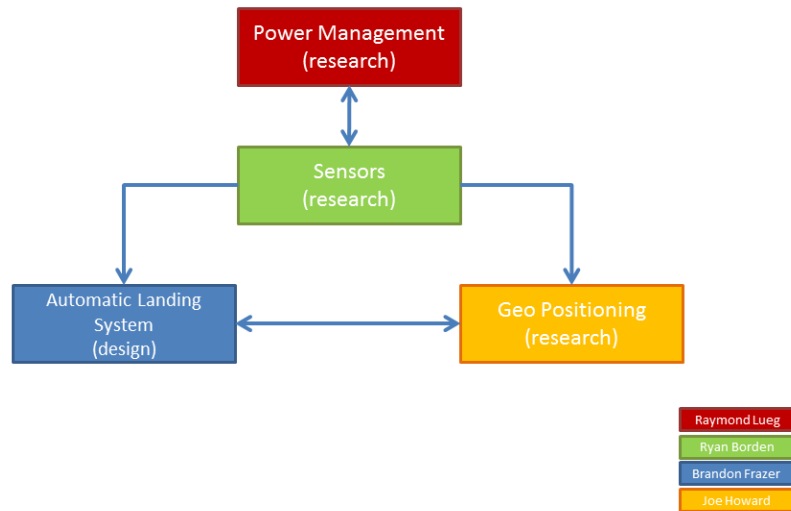 Power Management
(research)
Sensors
(research)
Automatic Landing
System
(design)
Geo Positioning
(research)
Raymond Lueg
Ryan Borden
Brandon Frazer
Joe Howard